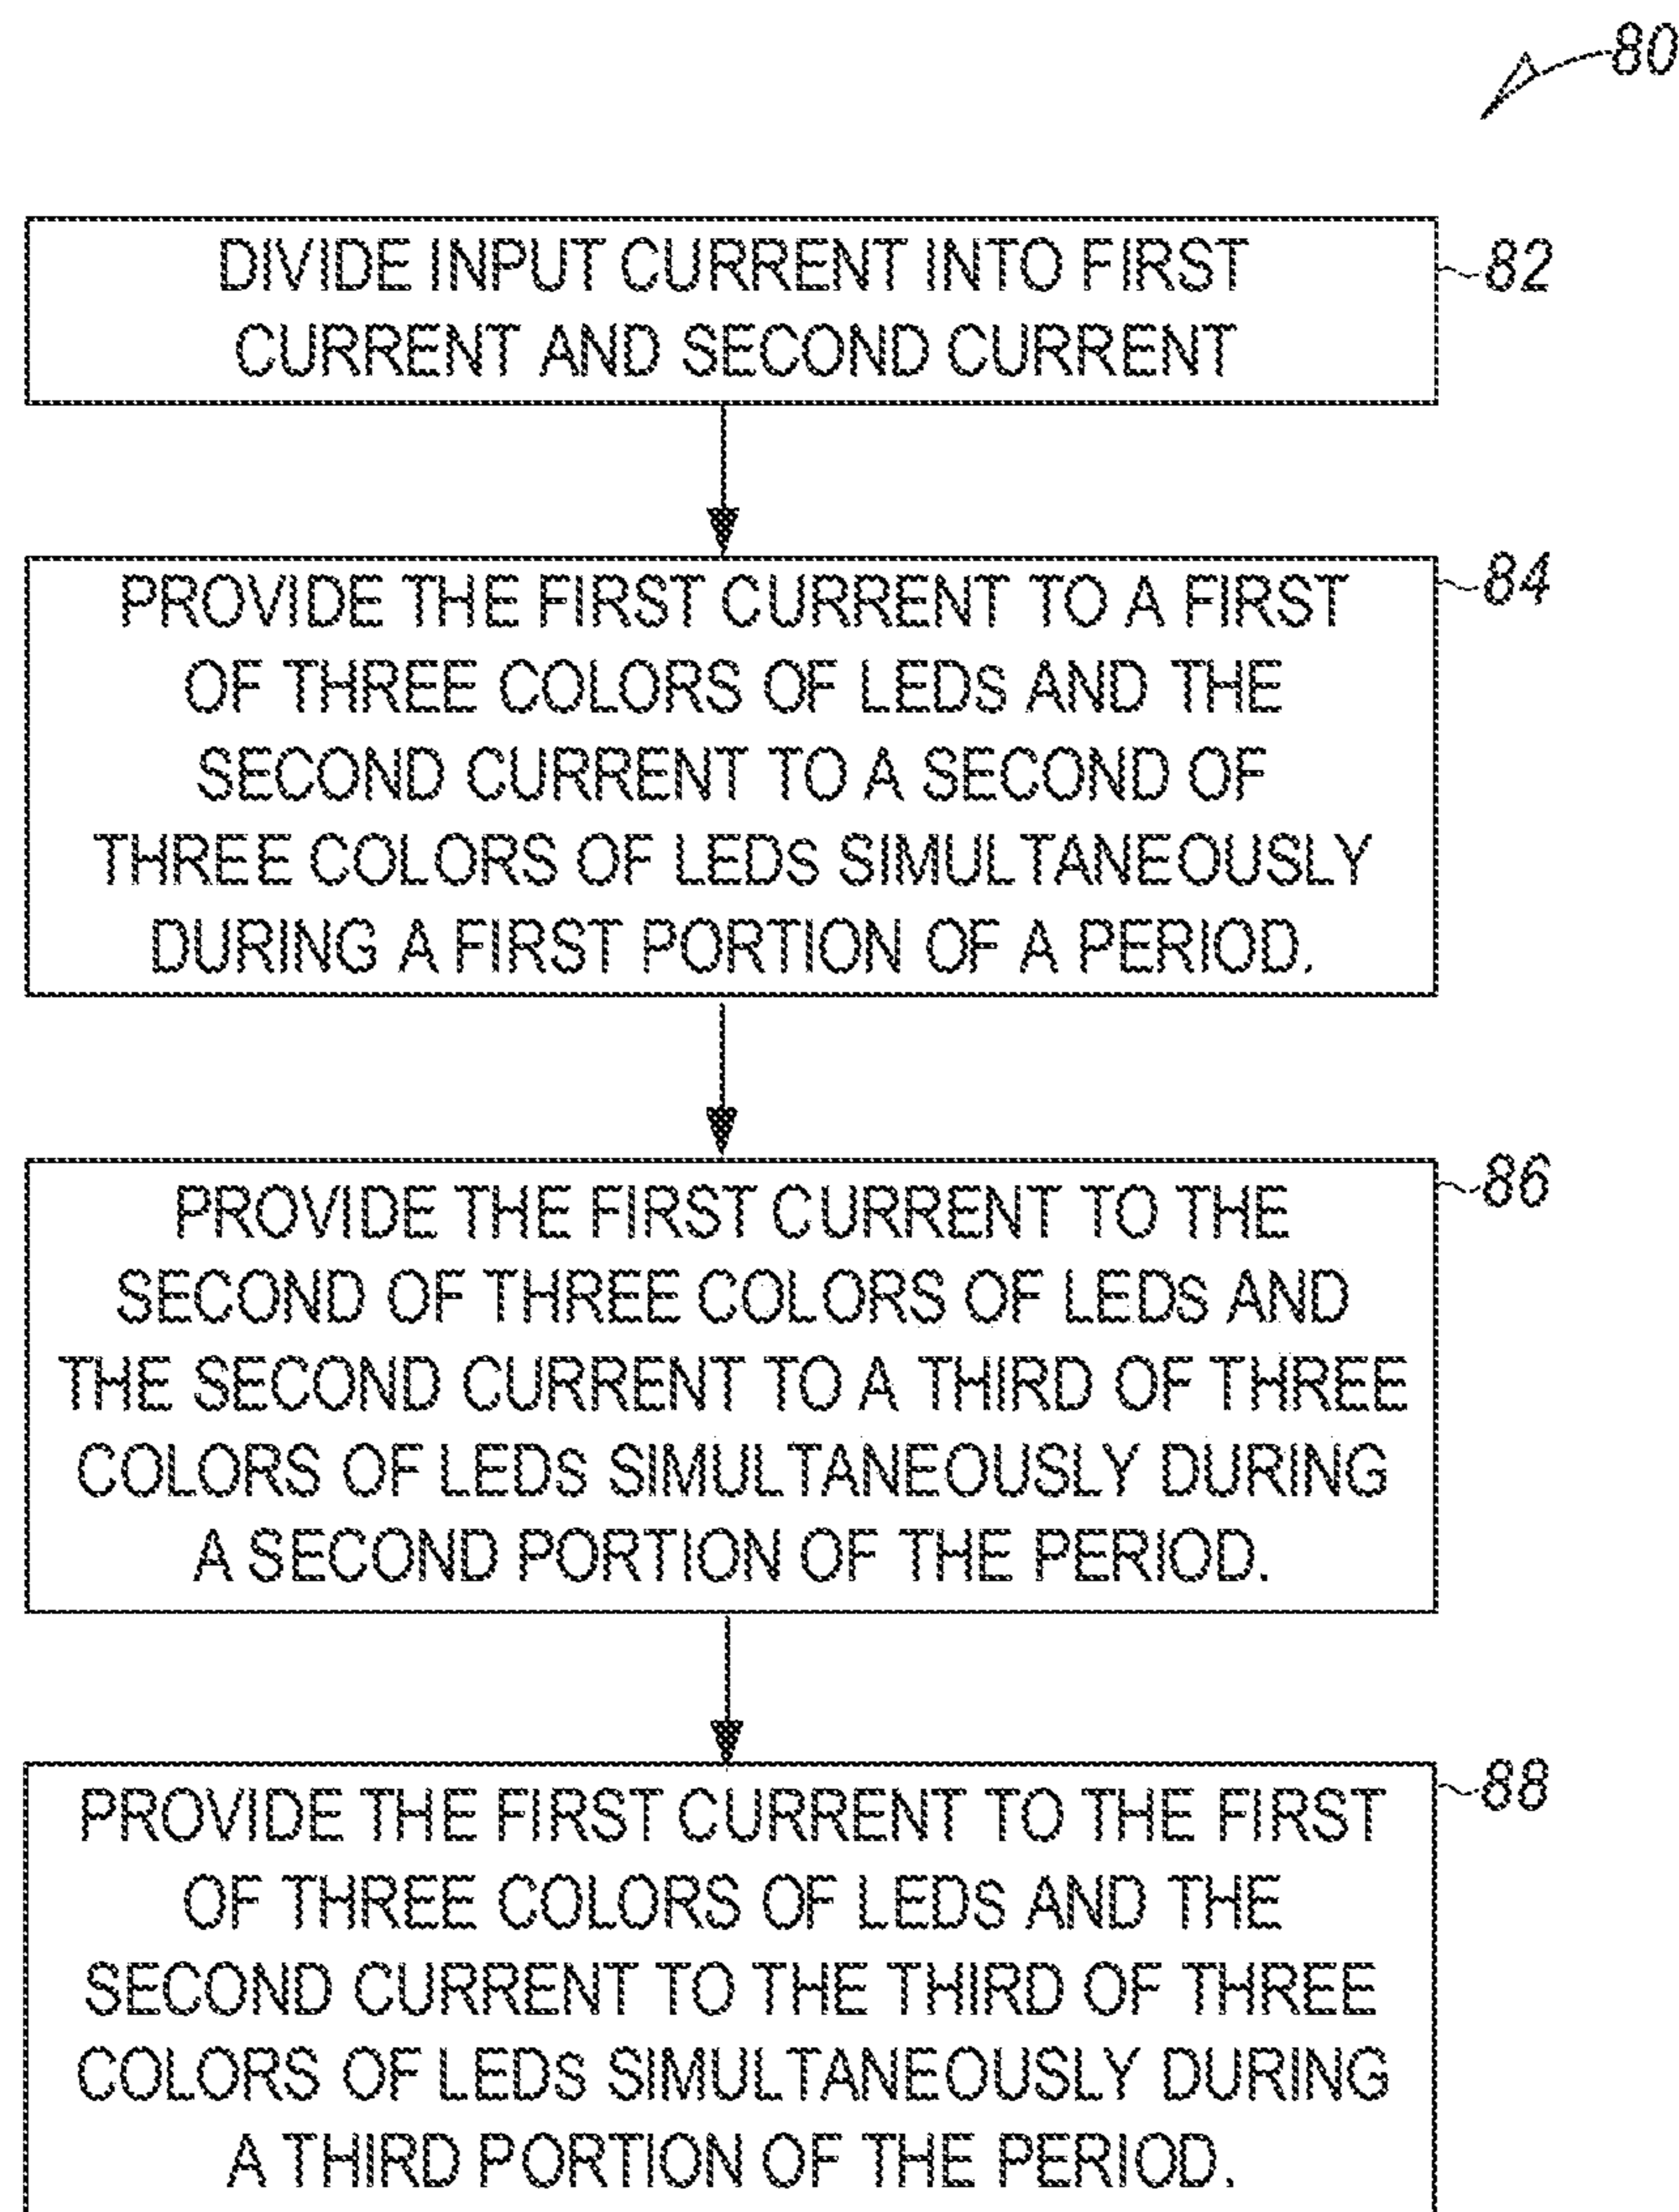 80
DIVIDE INPUT CURRENT INTO FIRST
CURRENT AND SECOND CURRENT
82
PROVIDE THE FIRST CURRENT TO A FIRST
OF THREE COLORS OF LEDS AND THE
SECOND CURRENT TO A SECOND OF
THREE COLORS OF LEDS SIMULTANEOUSLY
DURING A FIRST PORTION OF A PERIOD.
84
PROVIDE THE FIRST CURRENT TO THE
SECOND OF THREE COLORS OF LEDS AND
THE SECOND CURRENT TO A THIRD OF THREE
COLORS OF LEDS SIMULTANEOUSLY DURING
A SECOND PORTION OF THE PERIOD.
86
PROVIDE THE FIRST CURRENT TO THE FIRST
OF THREE COLORS OF LEDS AND THE
SECOND CURRENT TO THE THIRD OF THREE
COLORS OF LEDS SIMULTANEOUSLY DURING
A THIRD PORTION OF THE PERIOD.
88